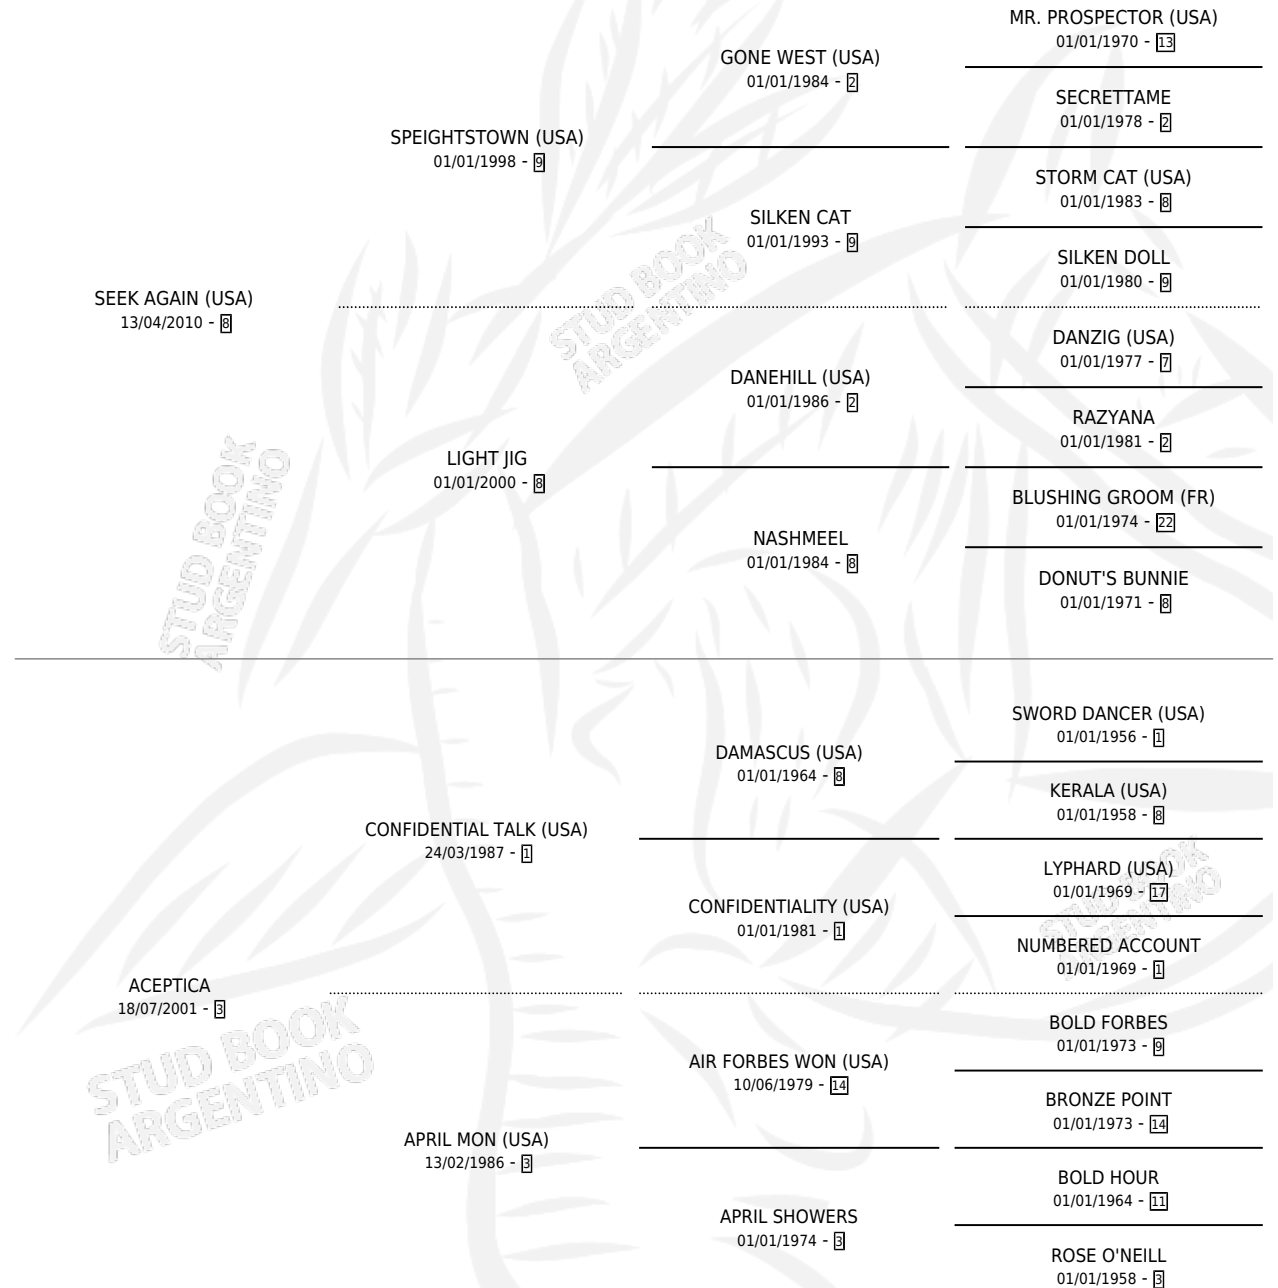 MR. PROSPECTOR (USA)
01/01/1970 - 13
GONE WEST (USA)
01/01/1984 - 2
SECRETTAME
01/01/1978 - 2
SPEIGHTSTOWN (USA)
01/01/1998 - 9
STORM CAT (USA)
01/01/1983 - 8
SILKEN CAT
01/01/1993 - 9
SILKEN DOLL
01/01/1980 - 9
SEEK AGAIN (USA)
13/04/2010 - 8
DANZIG (USA)
01/01/1977 - 7
DANEHILL (USA)
01/01/1986 - 2
RAZYANA
01/01/1981 - 2
LIGHT JIG
01/01/2000 - 8
BLUSHING GROOM (FR)
01/01/1974 - 22
NASHMEEL
01/01/1984 - 8
DONUT'S BUNNIE
01/01/1971 - 8
SWORD DANCER (USA)
01/01/1956 - 1
DAMASCUS (USA)
01/01/1964 - 8
KERALA (USA)
01/01/1958 - 8
CONFIDENTIAL TALK (USA)
24/03/1987 - 1
LYPHARD (USA)
01/01/1969 - 17
CONFIDENTIALITY (USA)
01/01/1981 - 1
NUMBERED ACCOUNT
01/01/1969 - 1
ACEPTICA
18/07/2001 - 3
BOLD FORBES
01/01/1973 - 9
AIR FORBES WON (USA)
10/06/1979 - 14
BRONZE POINT
01/01/1973 - 14
APRIL MON (USA)
13/02/1986 - 3
BOLD HOUR
01/01/1964 - 11
APRIL SHOWERS
01/01/1974 - 3
ROSE O'NEILL
01/01/1958 - 3
STUD BOOK
ARGENTINO
STUD BOOK
ARGENTINO
STUD BOOK
ARGENTINO
STUD BOOK
ARGENTINO